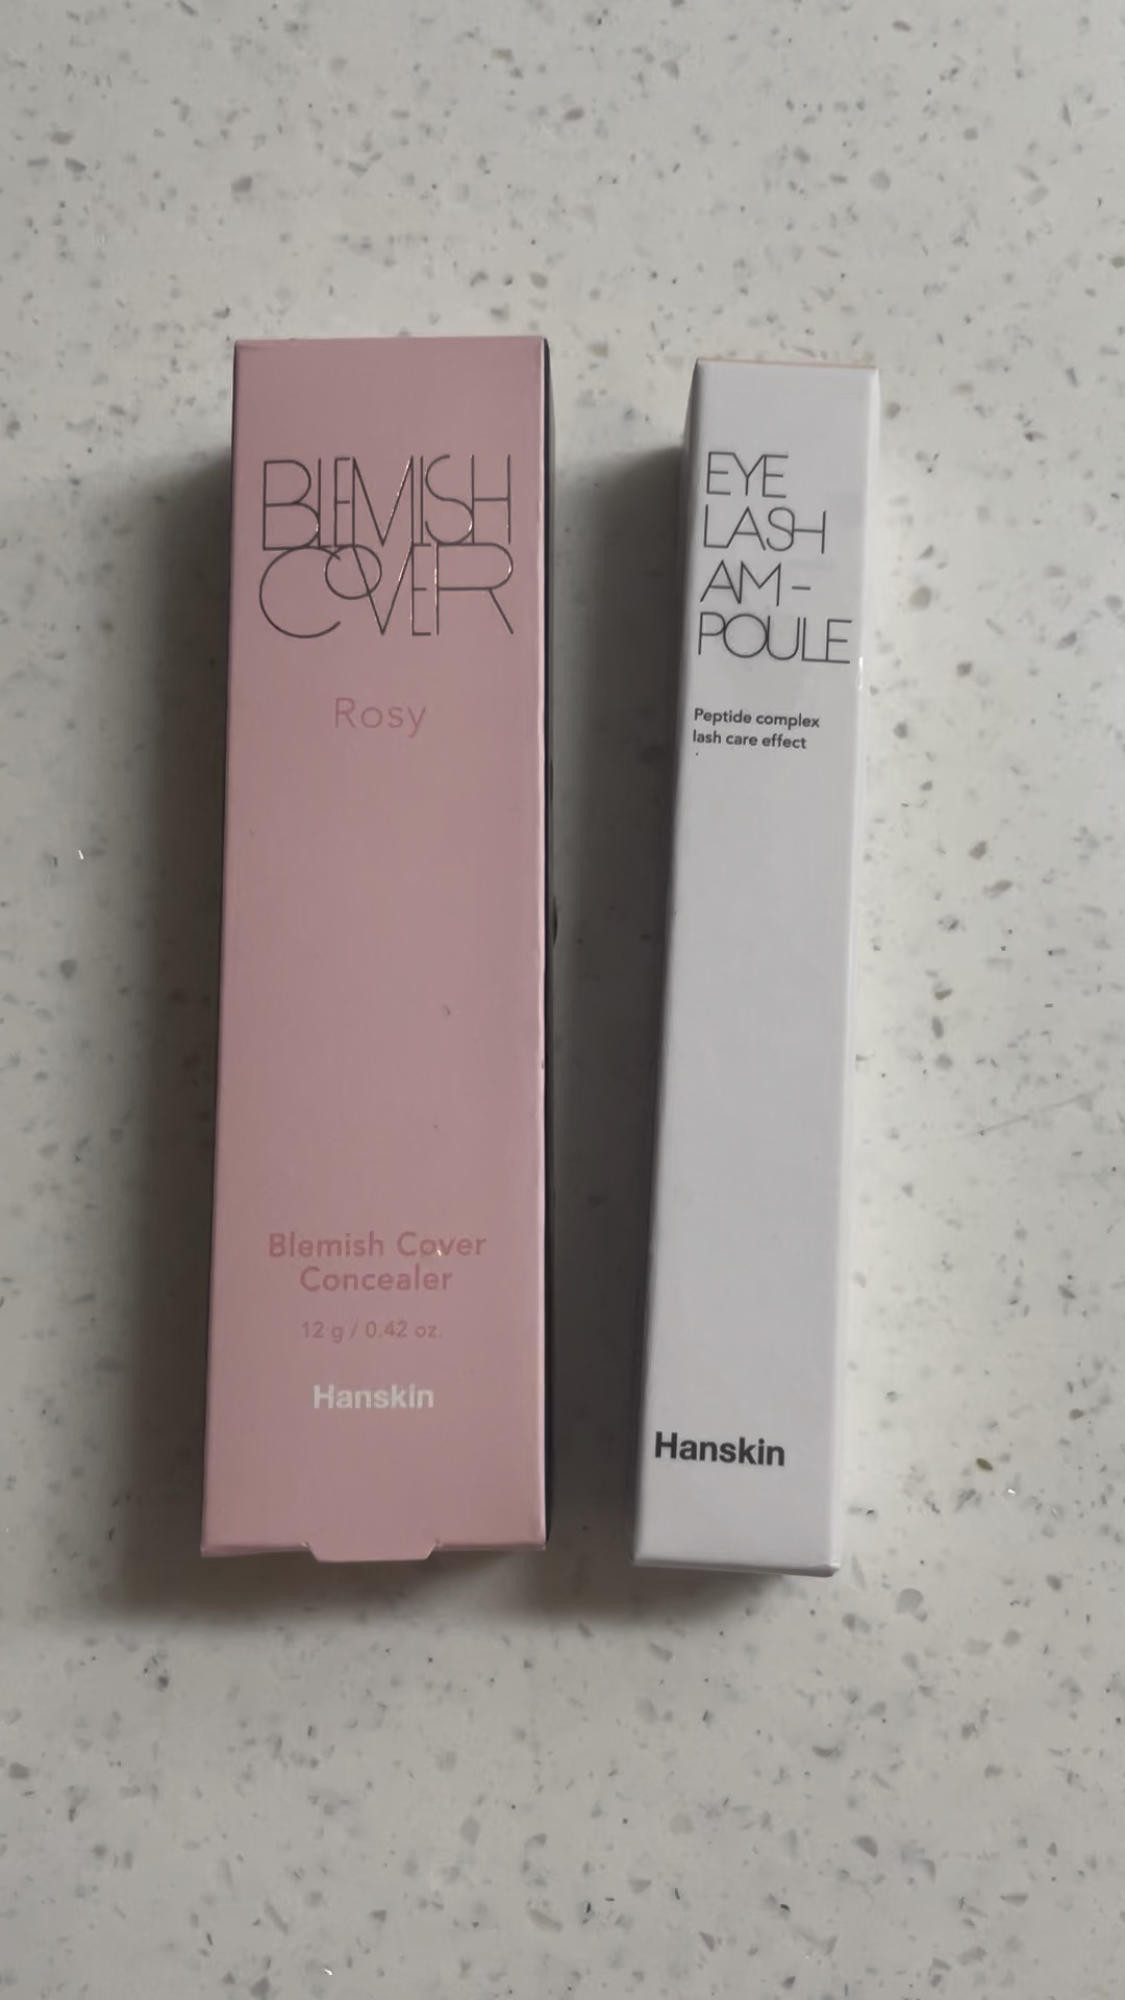 BLEMISH
COVER
Rosy
Blemish Cover
Concealer
12 g / 0.42 oz.
Hanskin
EYE
LASH
AM-
POULE
Peptide complex
lash care effect
Hanskin